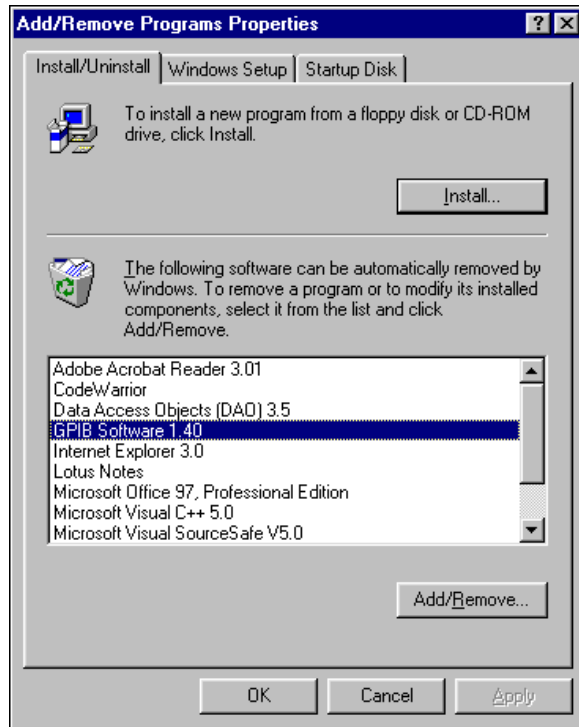 Add/Remove Programs Properties
Install/Uninstall
Windows Setup
Startup Disk
To install a new program from a floppy disk or CD-ROM
drive, click Install.
Install...
The following software can be automatically removed by
Windows. To remove a program or to modify its installed
components, select it from the list and click
Add/Remove.
Adobe Acrobat Reader 3.01
CodeWarrior
Data Access Objects (DAO) 3.5
GPIB Software 1.40
Internet Explorer 3.0
Lotus Notes
Microsoft Office 97, Professional Edition
Microsoft Visual C++ 5.0
Microsoft Visual SourceSafe V5.0
Add/Remove...
OK
Cancel
Apply